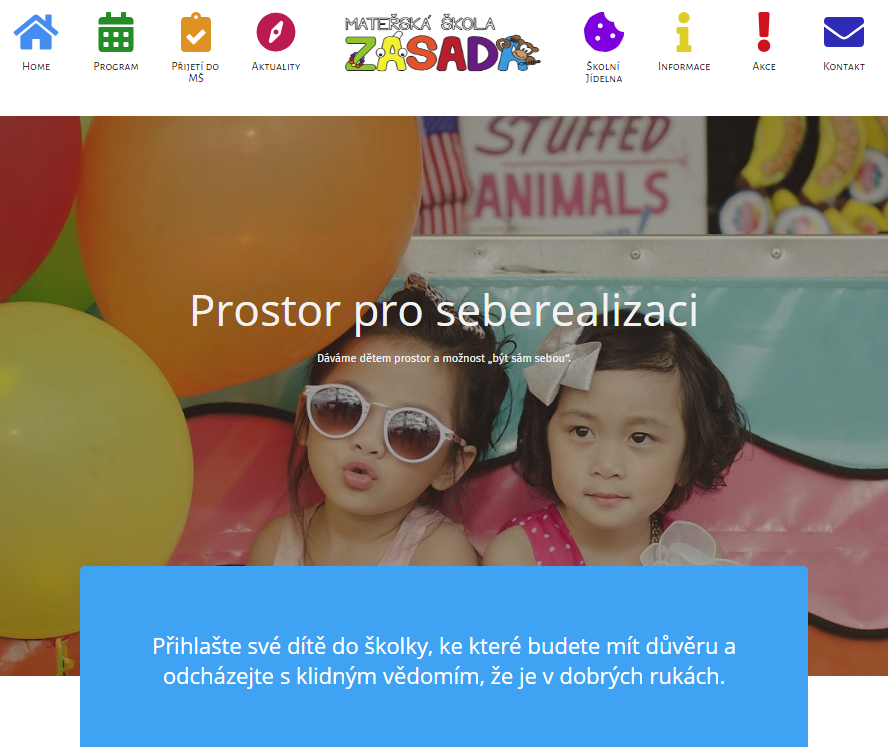 Home
Program
Přijetí do
MŠ
Aktuality
MATEŘSKÁ ŠKOLA
ZÁSADA
Školní
Jídelna
Informace
Akce
Kontakt
STUFFED
ANIMALS
Prostor pro seberealizaci
Dáváme dětem prostor a možnost „být sám sebou“.
Přihlašte své dítě do školky, ke které budete mít důvěru a
odcházejte s klidným vědomím, že je v dobrých rukách.